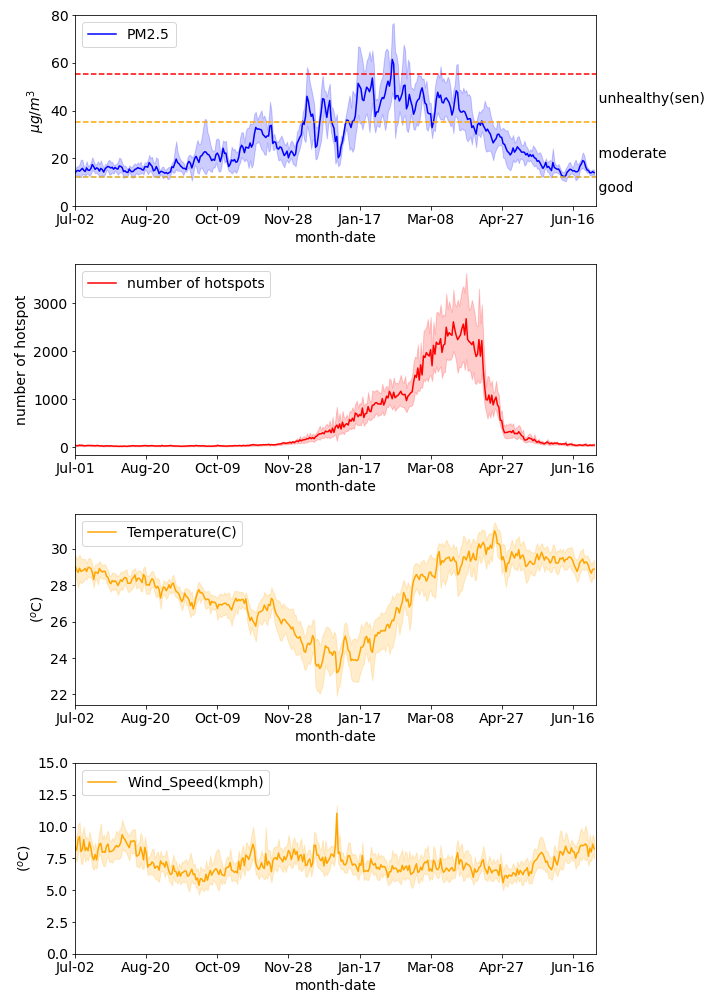 80
PM2.5
60
unhealthy(sen)
μg/m³
40
20
moderate
good
0
Jul-02 Aug-20 Oct-09 Nov-28 Jan-17 Mar-08 Apr-27 Jun-16
month-date
number of hotspots
3000
number of hotspot
2000
1000
0
Jul-01 Aug-20 Oct-09 Nov-28 Jan-17 Mar-08 Apr-27 Jun-16
month-date
Temperature(C)
30
28
(°C)
26
24
22
Jul-02 Aug-20 Oct-09 Nov-28 Jan-17 Mar-08 Apr-27 Jun-16
month-date
15.0
Wind_Speed(kmph)
12.5
10.0
(°C)
7.5
5.0
2.5
0.0
Jul-02 Aug-20 Oct-09 Nov-28 Jan-17 Mar-08 Apr-27 Jun-16
month-date